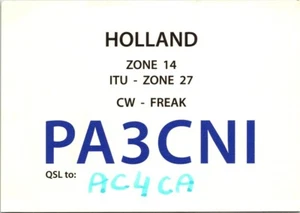 HOLLAND
ZONE 14
ITU - ZONE 27
CW - FREAK
PA3CNI
QSL to: AC4CA